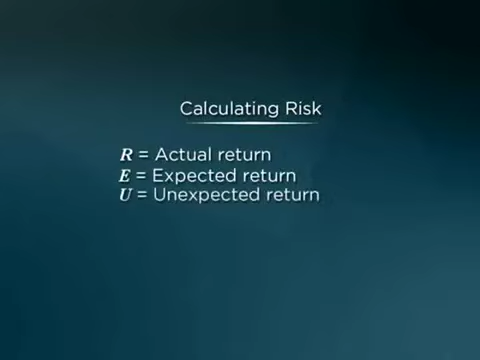 Calculating Risk
R = Actual return
E = Expected return
U = Unexpected return